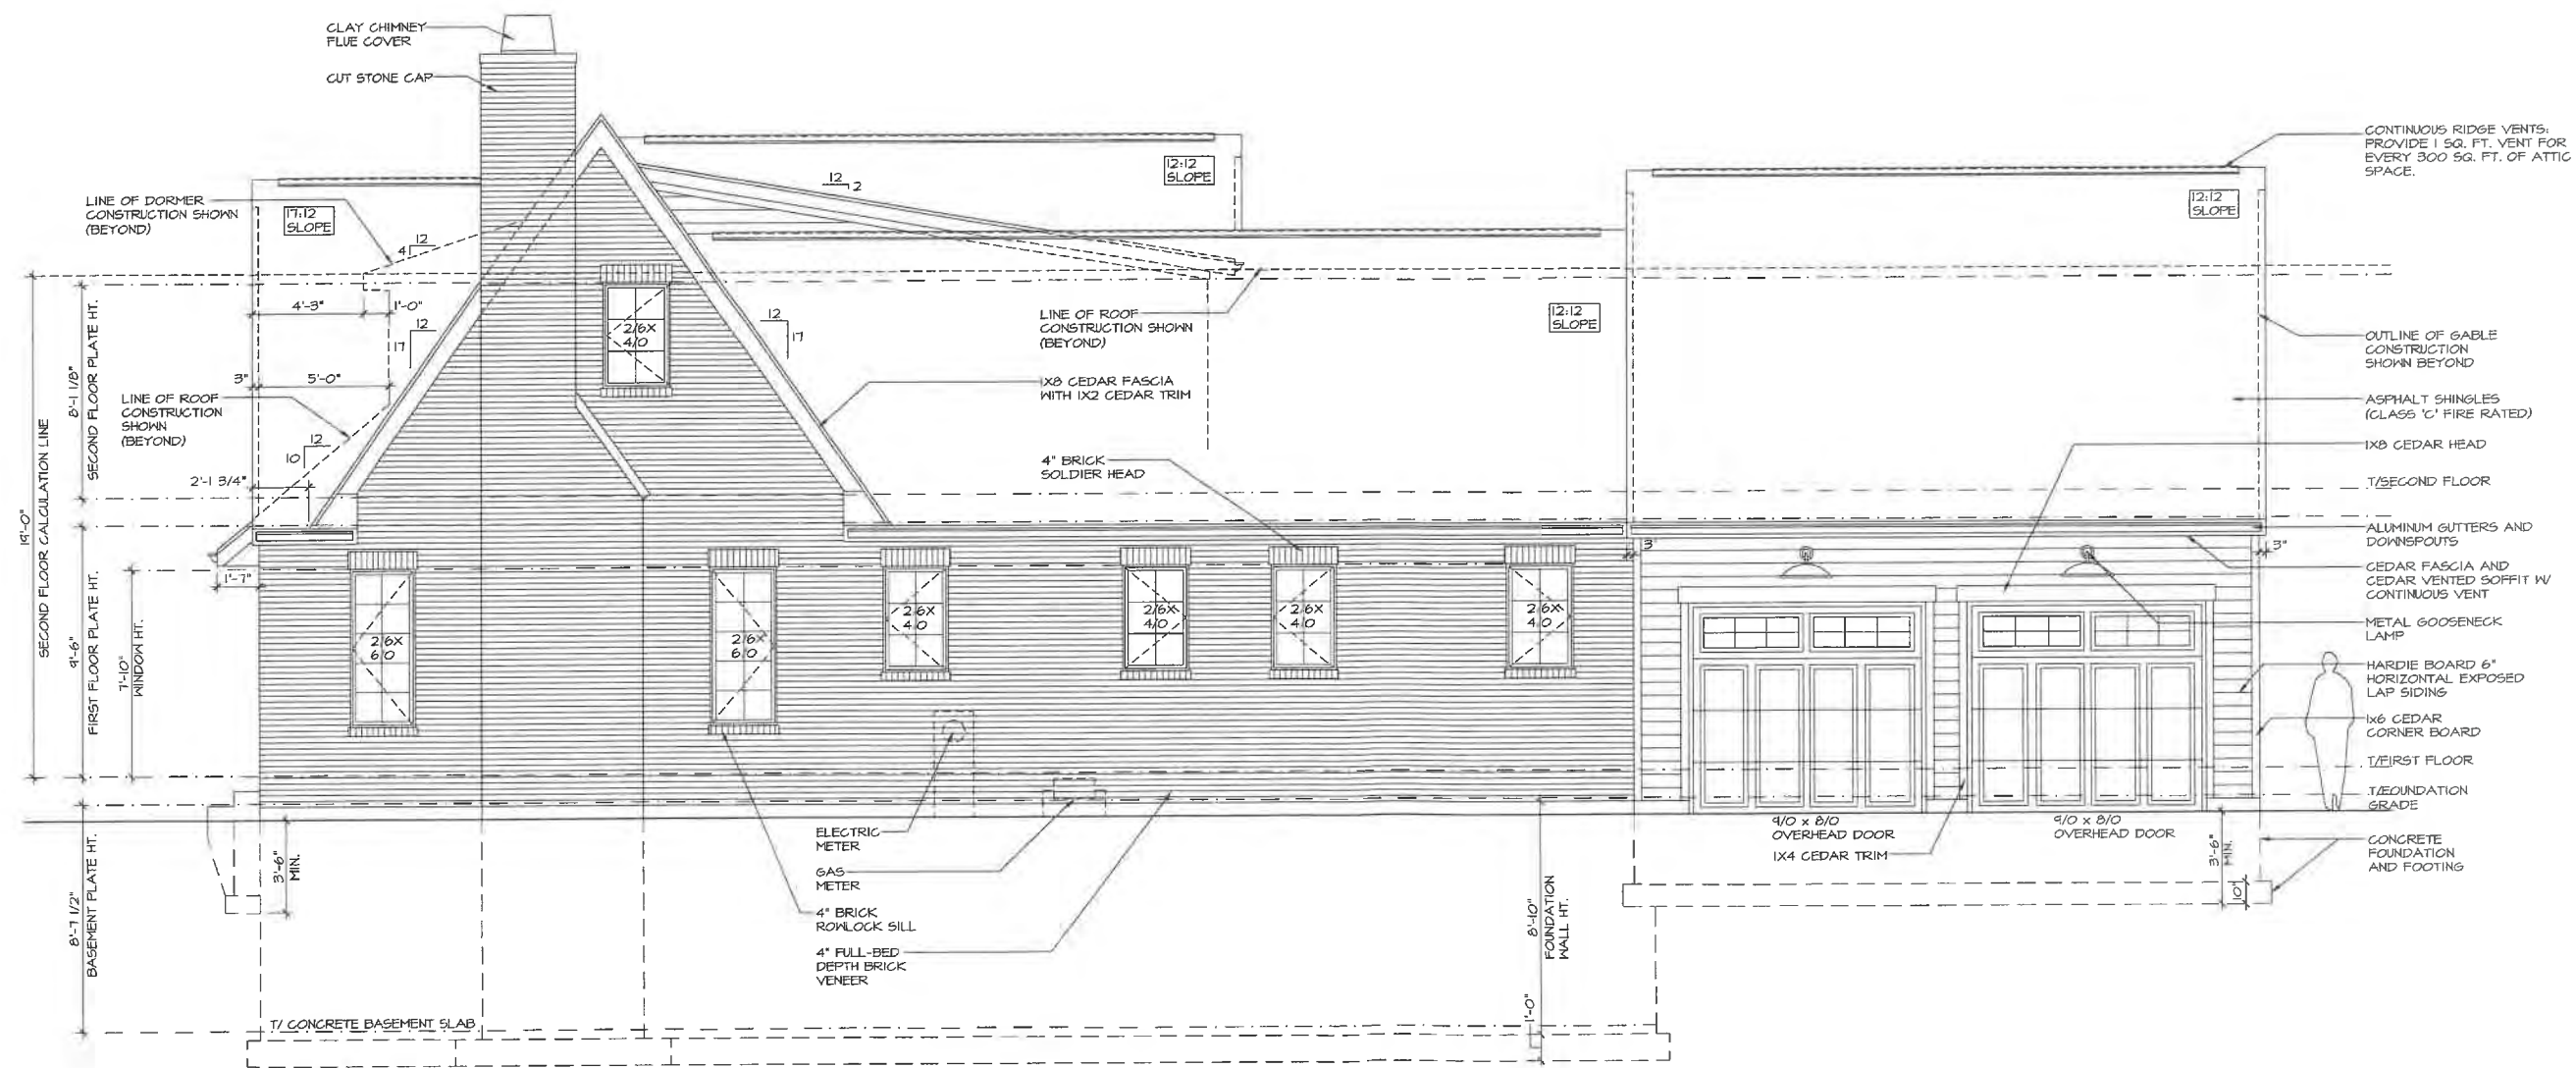 CLAY CHIMNEY
FLUE COVER
CUT STONE CAP
LINE OF DORMER
CONSTRUCTION SHOWN
(BEYOND)
17:12
SLOPE
12
4
4'-3"
1'-0"
12
17
3"
5'-0"
LINE OF ROOF
CONSTRUCTION
SHOWN
(BEYOND)
12
10
2'-1 3/4"
1'-7"
19'-0"
SECOND FLOOR CALCULATION LINE
8'-1 1/8"
SECOND FLOOR PLATE HT.
9'-6"
FIRST FLOOR PLATE HT.
7'-10"
WINDOW HT.
8'-7 1/2"
BASEMENT PLATE HT.
3'-6"
MIN.
12
2
12:12
SLOPE
2/6X
4/0
12
17
LINE OF ROOF
CONSTRUCTION SHOWN
(BEYOND)
1X8 CEDAR FASCIA
WITH 1X2 CEDAR TRIM
4" BRICK
SOLDIER HEAD
12:12
SLOPE
12:12
SLOPE
2/6X
6/0
2/6X
6/0
2/6X
4/0
2/6X
4/0
2/6X
4/0
2/6X
4/0
3"
3"
ELECTRIC
METER
GAS
METER
4" BRICK
ROWLOCK SILL
4" FULL-BED
DEPTH BRICK
VENEER
T/ CONCRETE BASEMENT SLAB
8'-10"
FOUNDATION
WALL HT.
1'-0"
9/0 x 8/0
OVERHEAD DOOR
1X4 CEDAR TRIM
9/0 x 8/0
OVERHEAD DOOR
3'-6"
MIN.
10"
CONTINUOUS RIDGE VENTS:
PROVIDE 1 SQ. FT. VENT FOR
EVERY 300 SQ. FT. OF ATTIC
SPACE.
OUTLINE OF GABLE
CONSTRUCTION
SHOWN BEYOND
ASPHALT SHINGLES
(CLASS 'C' FIRE RATED)
1X8 CEDAR HEAD
T/SECOND FLOOR
ALUMINUM GUTTERS AND
DOWNSPOUTS
CEDAR FASCIA AND
CEDAR VENTED SOFFIT W/
CONTINUOUS VENT
METAL GOOSENECK
LAMP
HARDIE BOARD 6"
HORIZONTAL EXPOSED
LAP SIDING
1x6 CEDAR
CORNER BOARD
T/FIRST FLOOR
T/FOUNDATION
GRADE
CONCRETE
FOUNDATION
AND FOOTING